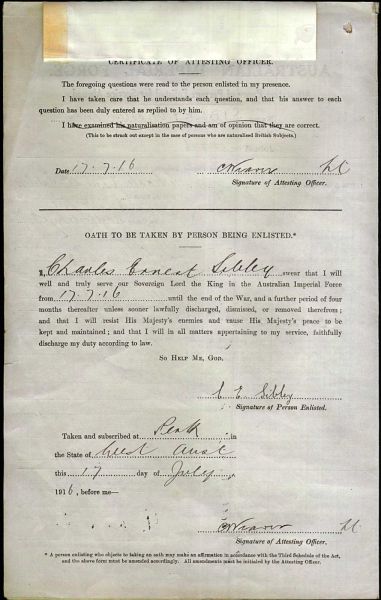 CERTIFICATE OF ATTESTING OFFICER.
The foregoing questions were read to the person enlisted in my presence.
I have taken care that he understands each question, and that his answer to each
question has been duly entered as replied to by him.
I have examined his naturalisation papers and am of opinion that they are correct.
(This to be struck out except in the case of persons who are naturalised British Subjects.)
Date 17.7.16 Lt
Signature of Attesting Officer.
OATH TO BE TAKEN BY PERSON BEING ENLISTED.*
I, Charles Ernest Sibley swear that I will
well and truly serve our Sovereign Lord the King in the Australian Imperial Force
from 17.7.16 until the end of the War, and a further period of four
months thereafter unless sooner lawfully discharged, dismissed, or removed therefrom;
and that I will resist His Majesty's enemies and cause His Majesty's peace to be
kept and maintained; and that I will in all matters appertaining to my service, faithfully
discharge my duty according to law.
SO HELP ME, GOD.
C E Sibley
Signature of Person Enlisted.
Taken and subscribed at in
the State of West Aust
this 17 day of July
1916, before me—
Lt
Signature of Attesting Officer.
* A person enlisting who objects to taking an oath may make an affirmation in accordance with the Third Schedule of the Act,
and the above form must be amended accordingly. All amendments must be initialed by the Attesting Officer.